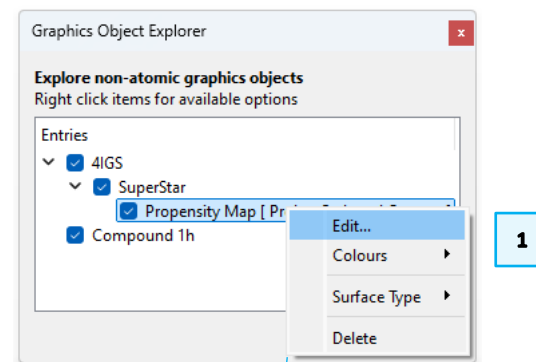 Graphics Object Explorer
x
Explore non-atomic graphics objects
Right click items for available options
Entries
4IGS
SuperStar
Propensity Map [
Compound 1h
Edit...
Colours
Surface Type
Delete
1